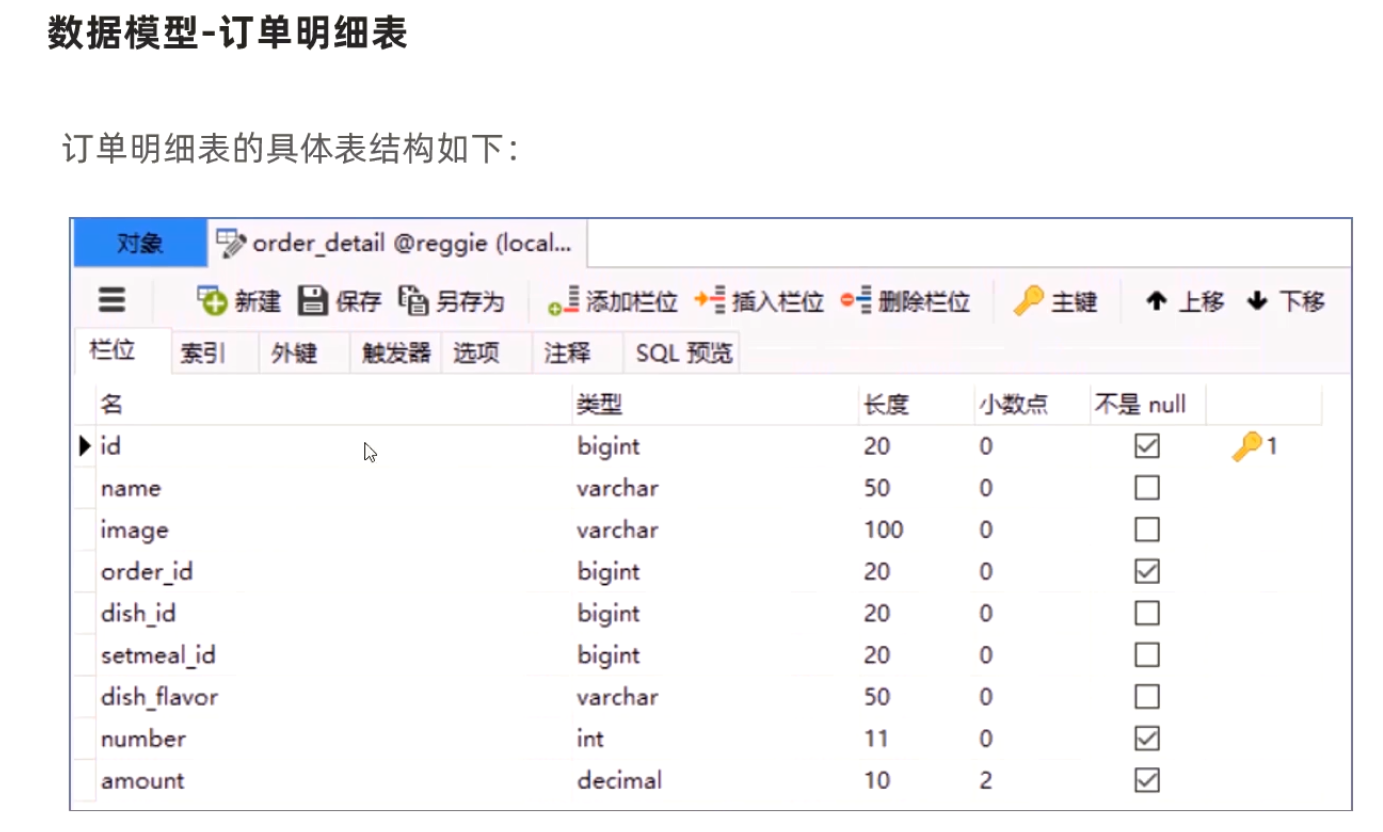 数据模型-订单明细表
订单明细表的具体表结构如下：
对象 order_detail @reggie (local...
新建 保存 另存为 添加栏位 插入栏位 删除栏位 主键 上移 下移
栏位 索引 外键 触发器 选项 注释 SQL 预览
名 类型 长度 小数点 不是 null
id bigint 20 0 1
name varchar 50 0
image varchar 100 0
order_id bigint 20 0
dish_id bigint 20 0
setmeal_id bigint 20 0
dish_flavor varchar 50 0
number int 11 0
amount decimal 10 2